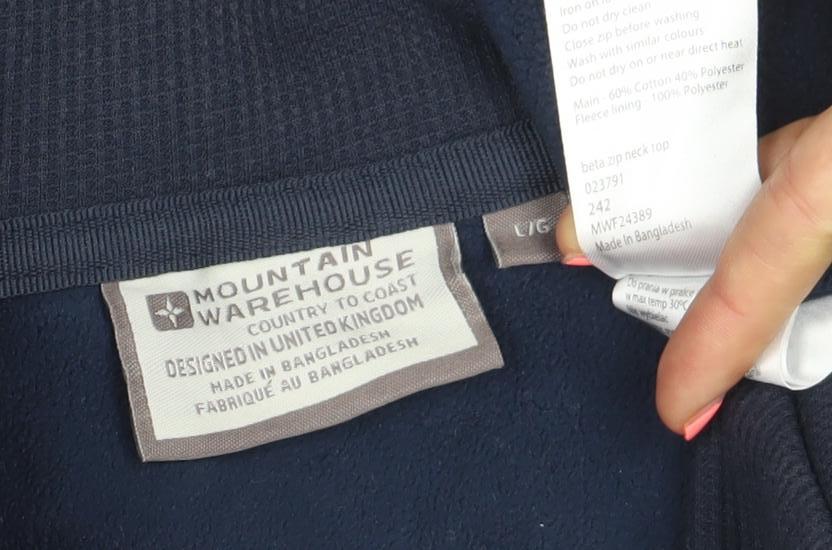 MOUNTAIN
WAREHOUSE
COUNTRY TO COAST
DESIGNED IN UNITED KINGDOM
MADE IN BANGLADESH
FABRIQUÉ AU BANGLADESH
L/G
Iron on
Do not dry clean
Close zip before washing
Wash with similar colours
Do not dry on or near direct heat
Main : 60% Cotton 40% Polyester
Fleece lining : 100% Polyester
beta zip neck top
023791
242
MWF24389
Made In Bangladesh
Do prania w pralce
w max temp 30°C
Nie wybielac